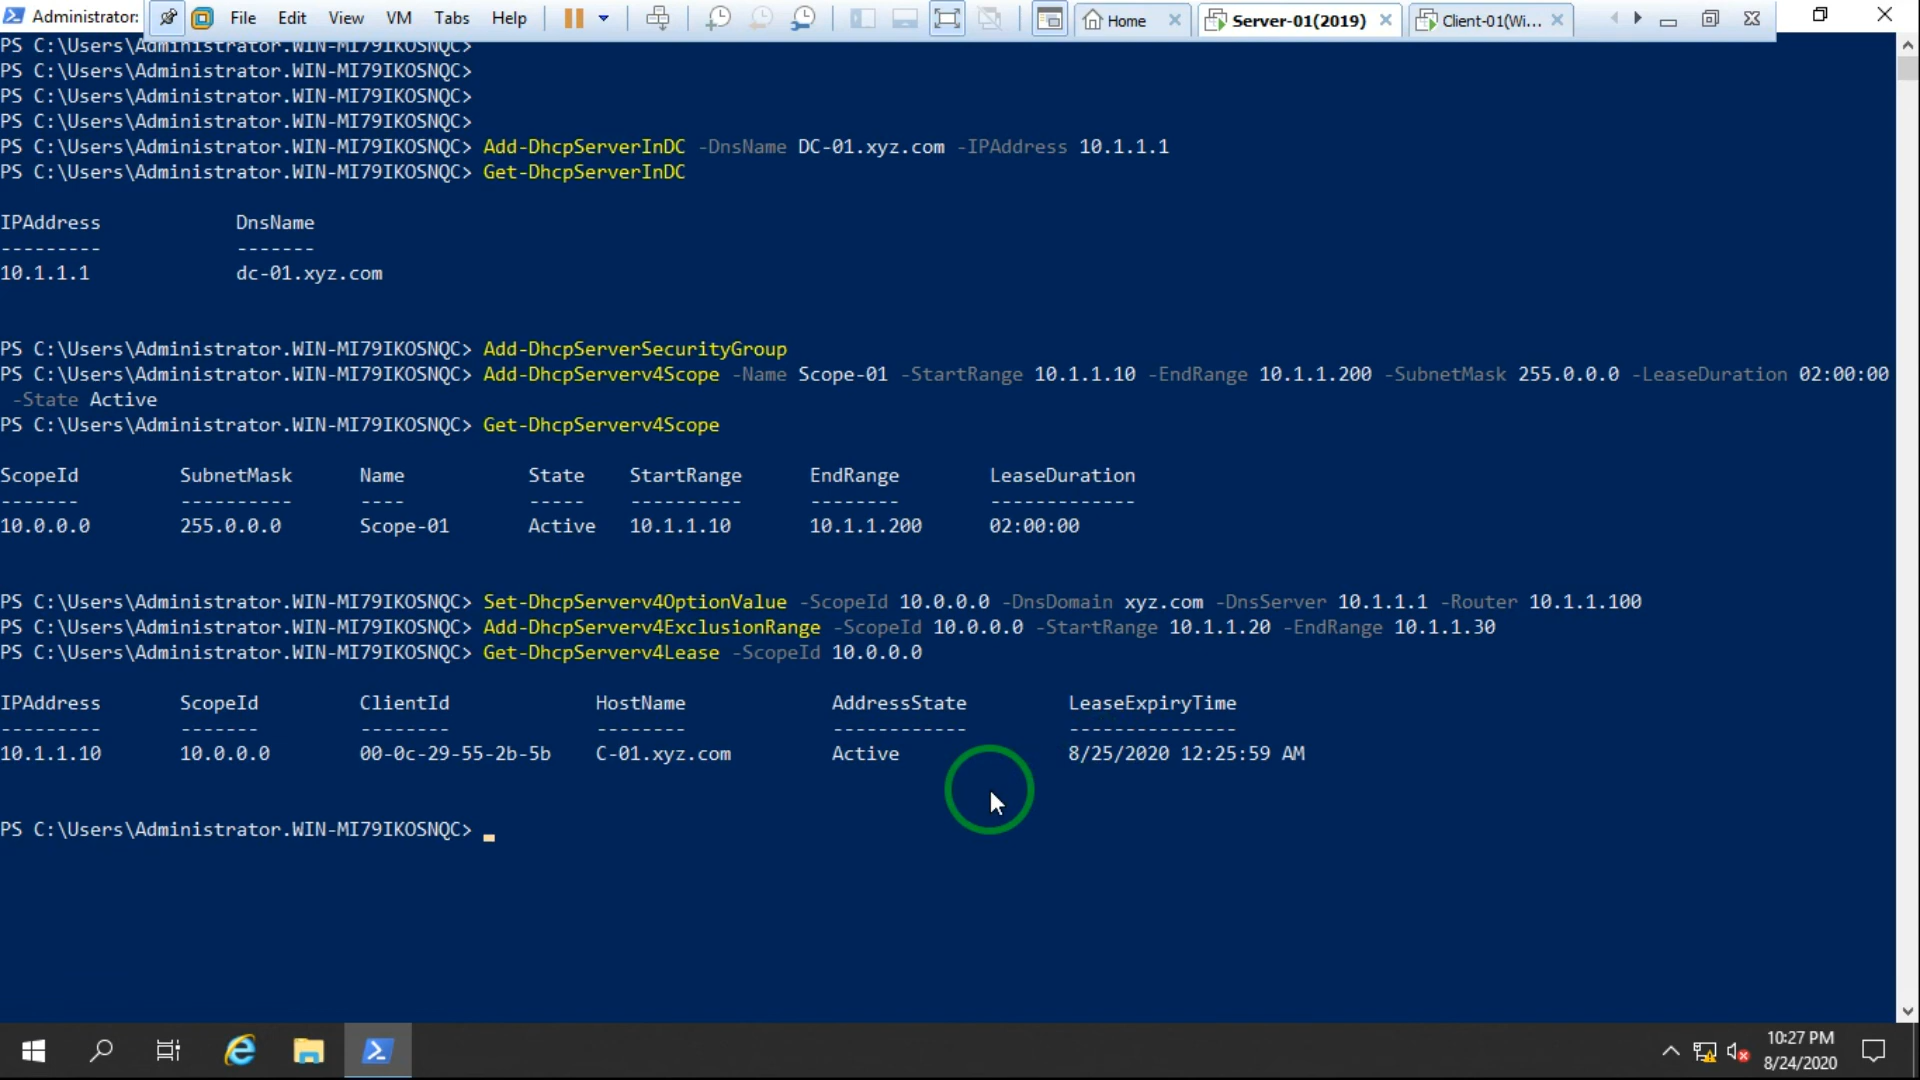 Administrator: File Edit View VM Tabs Help Home Server-01(2019) Client-01(Wi...
PS C:\Users\Administrator.WIN-MI79IKOSNQC>
PS C:\Users\Administrator.WIN-MI79IKOSNQC>
PS C:\Users\Administrator.WIN-MI79IKOSNQC>
PS C:\Users\Administrator.WIN-MI79IKOSNQC>
PS C:\Users\Administrator.WIN-MI79IKOSNQC> Add-DhcpServerInDC -DnsName DC-01.xyz.com -IPAddress 10.1.1.1
PS C:\Users\Administrator.WIN-MI79IKOSNQC> Get-DhcpServerInDC
IPAddress DnsName
--------- -------
10.1.1.1 dc-01.xyz.com
PS C:\Users\Administrator.WIN-MI79IKOSNQC> Add-DhcpServerSecurityGroup
PS C:\Users\Administrator.WIN-MI79IKOSNQC> Add-DhcpServerv4Scope -Name Scope-01 -StartRange 10.1.1.10 -EndRange 10.1.1.200 -SubnetMask 255.0.0.0 -LeaseDuration 02:00:00
-State Active
PS C:\Users\Administrator.WIN-MI79IKOSNQC> Get-DhcpServerv4Scope
ScopeId SubnetMask Name State StartRange EndRange LeaseDuration
------- ---------- ---- ----- ---------- -------- -------------
10.0.0.0 255.0.0.0 Scope-01 Active 10.1.1.10 10.1.1.200 02:00:00
PS C:\Users\Administrator.WIN-MI79IKOSNQC> Set-DhcpServerv4OptionValue -ScopeId 10.0.0.0 -DnsDomain xyz.com -DnsServer 10.1.1.1 -Router 10.1.1.100
PS C:\Users\Administrator.WIN-MI79IKOSNQC> Add-DhcpServerv4ExclusionRange -ScopeId 10.0.0.0 -StartRange 10.1.1.20 -EndRange 10.1.1.30
PS C:\Users\Administrator.WIN-MI79IKOSNQC> Get-DhcpServerv4Lease -ScopeId 10.0.0.0
IPAddress ScopeId ClientId HostName AddressState LeaseExpiryTime
--------- ------- -------- -------- ------------ ---------------
10.1.1.10 10.0.0.0 00-0c-29-55-2b-5b C-01.xyz.com Active 8/25/2020 12:25:59 AM
PS C:\Users\Administrator.WIN-MI79IKOSNQC>
10:27 PM
8/24/2020